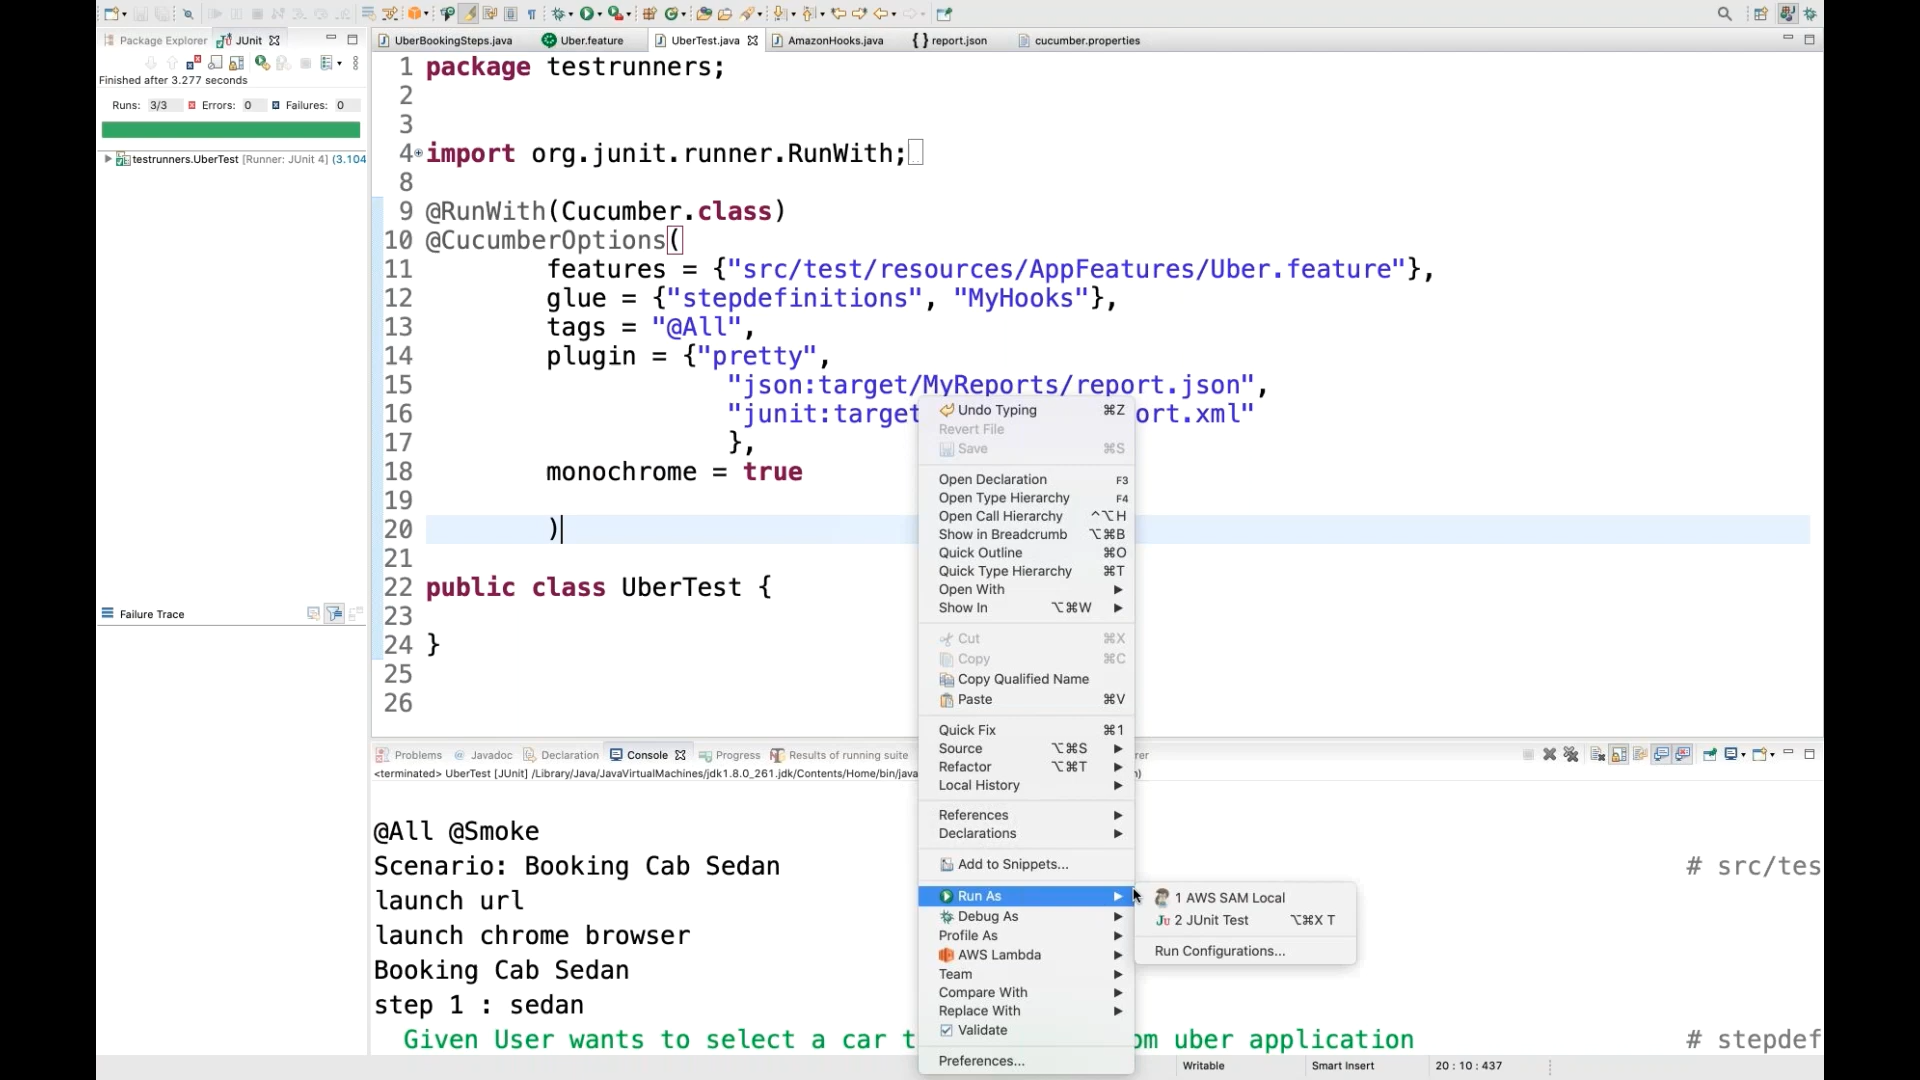 Package Explorer
JUnit
Finished after 3.277 seconds
Runs: 3/3 Errors: 0 Failures: 0
testrunners.UberTest [Runner: JUnit 4] (3.104
Failure Trace
UberBookingSteps.java
Uber.feature
UberTest.java
AmazonHooks.java
{ } report.json
cucumber.properties
1 package testrunners;
2
3
4 import org.junit.runner.RunWith;
8
9 @RunWith(Cucumber.class)
10 @CucumberOptions(
11 features = {"src/test/resources/AppFeatures/Uber.feature"},
12 glue = {"stepdefinitions", "MyHooks"},
13 tags = "@All",
14 plugin = {"pretty",
15 "json:target/MyReports/report.json",
16 "junit:target ort.xml"
17 },
18 monochrome = true
19
20 )
21
22 public class UberTest {
23
24 }
25
26
Undo Typing ⌘Z
Revert File
Save ⌘S
Open Declaration F3
Open Type Hierarchy F4
Open Call Hierarchy ^⌥H
Show in Breadcrumb ⌥⌘B
Quick Outline ⌘O
Quick Type Hierarchy ⌘T
Open With
Show In ⌥⌘W
Cut ⌘X
Copy ⌘C
Copy Qualified Name
Paste ⌘V
Quick Fix ⌘1
Source ⌥⌘S
Refactor ⌥⌘T
Local History
References
Declarations
Add to Snippets...
Run As
Debug As
Profile As
AWS Lambda
Team
Compare With
Replace With
Validate
Preferences...
1 AWS SAM Local
Ju 2 JUnit Test ⌥⌘X T
Run Configurations...
Problems
@ Javadoc
Declaration
Console
Progress
Results of running suite
rer
<terminated> UberTest [JUnit] /Library/Java/JavaVirtualMachines/jdk1.8.0_261.jdk/Contents/Home/bin/java )
@All @Smoke
Scenario: Booking Cab Sedan # src/tes
launch url
launch chrome browser
Booking Cab Sedan
step 1 : sedan
Given User wants to select a car t om uber application # stepdef
Writable
Smart Insert
20 : 10 : 437